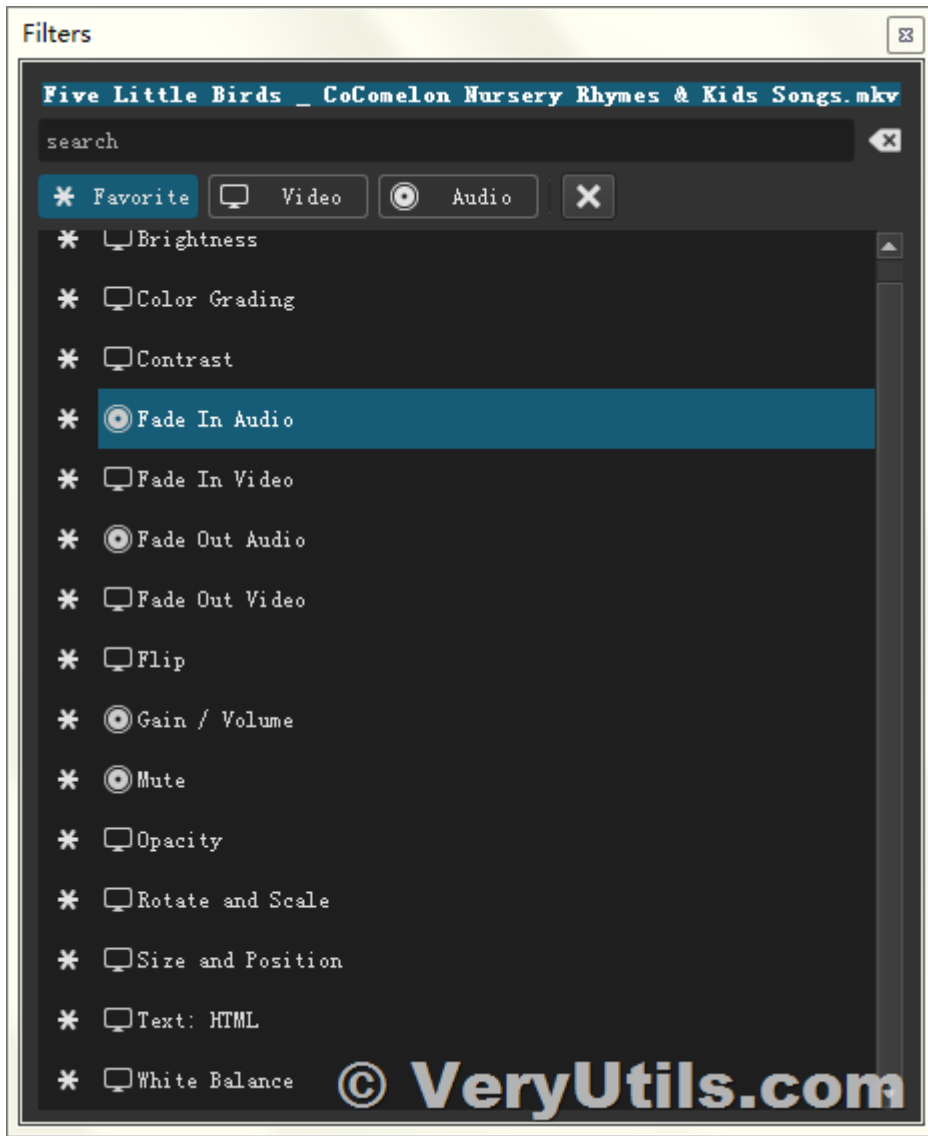 Filters
Five Little Birds _ CoComelon Nursery Rhymes & Kids Songs.mkv
search
Favorite Video Audio
Brightness
Color Grading
Contrast
Fade In Audio
Fade In Video
Fade Out Audio
Fade Out Video
Flip
Gain / Volume
Mute
Opacity
Rotate and Scale
Size and Position
Text: HTML
White Balance
© VeryUtils.com